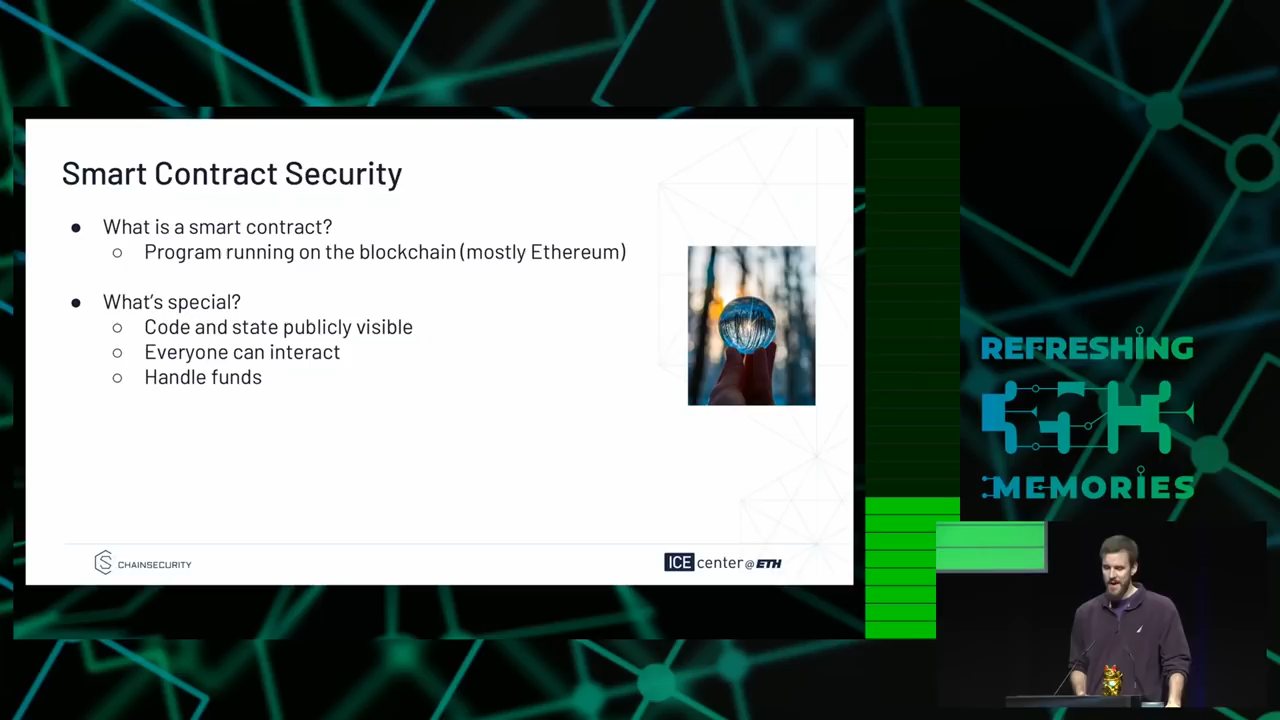 Smart Contract Security
● What is a smart contract?
○ Program running on the blockchain (mostly Ethereum)
● What's special?
○ Code and state publicly visible
○ Everyone can interact
○ Handle funds
CHAINSECURITY
ICE center @ ETH
REFRESHING
MEMORIES